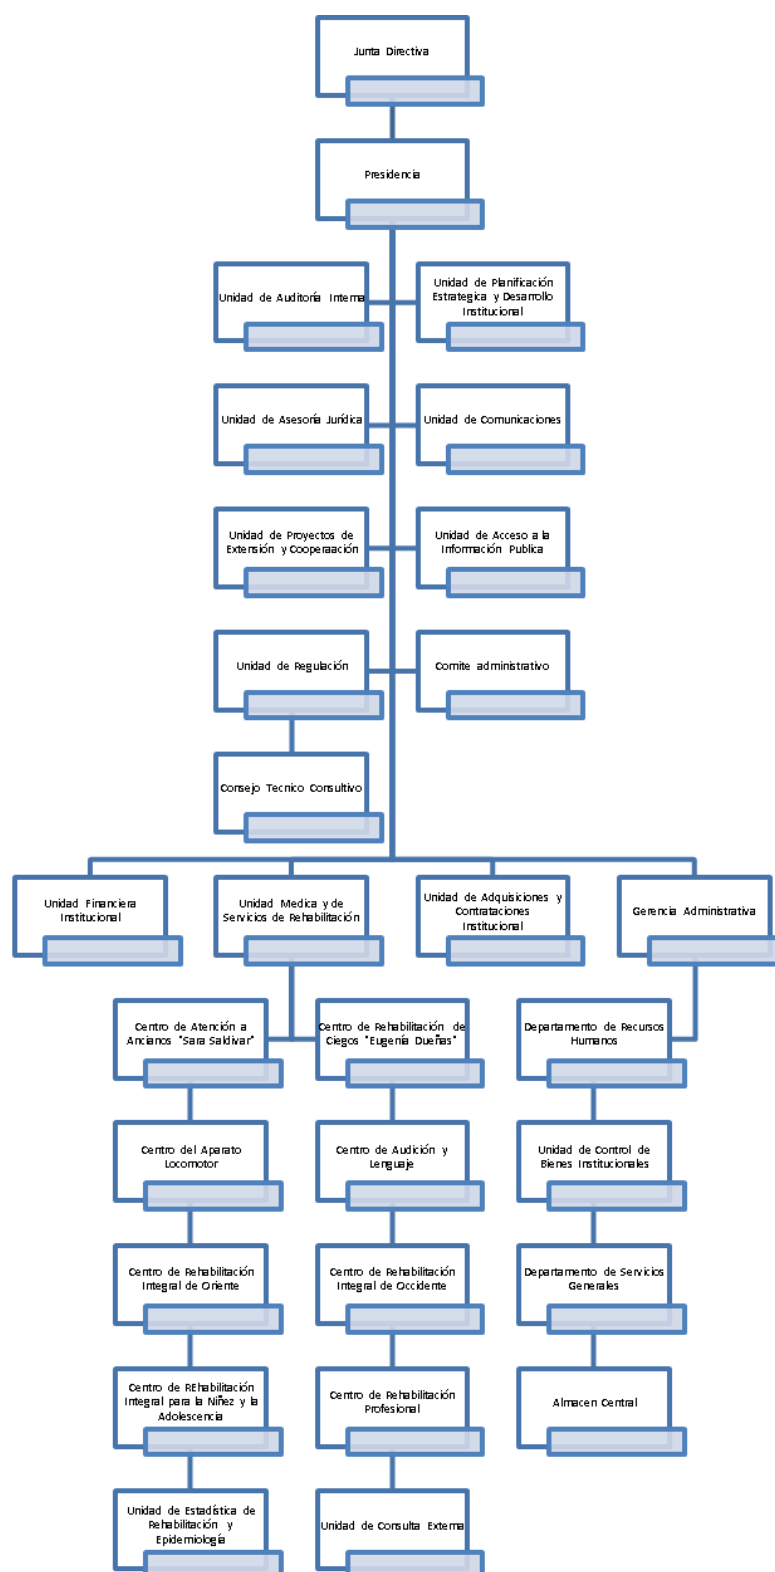 Junta Directiva
Presidencia
Unidad de Auditoría Interna
Unidad de Planificación
Estrategica y Desarrollo
Institucional
Unidad de Asesoría Jurídica
Unidad de Comunicaciones
Unidad de Proyectos de
Extensión y Cooperaación
Unidad de Acceso a la
Información Publica
Unidad de Regulación
Comite administrativo
Consejo Tecnico Consultivo
Unidad Financiera
Institucional
Unidad Medica y de
Servicios de Rehabilitación
Unidad de Adquisiciones y
Contrataciones
Institucional
Gerencia Administrativa
Centro de Atención a
Ancianos "Sara Saldivar"
Centro de Rehabilitación de
Ciegos "Eugenía Dueñas"
Departamento de Recursos
Humanos
Centro del Aparato
Locomotor
Centro de Audición y
Lenguaje
Unidad de Control de
Bienes Institucionales
Centro de Rehabilitación
Integral de Oriente
Centro de Rehabilitación
Integral de Occidente
Departamento de Servicios
Generales
Centro de REhabilitación
Integral para la Niñez y la
Adolescencia
Centro de Rehabilitación
Profesional
Almacen Central
Unidad de Estadística de
Rehabilitación y
Epidemiología
Unidad de Consulta Externa